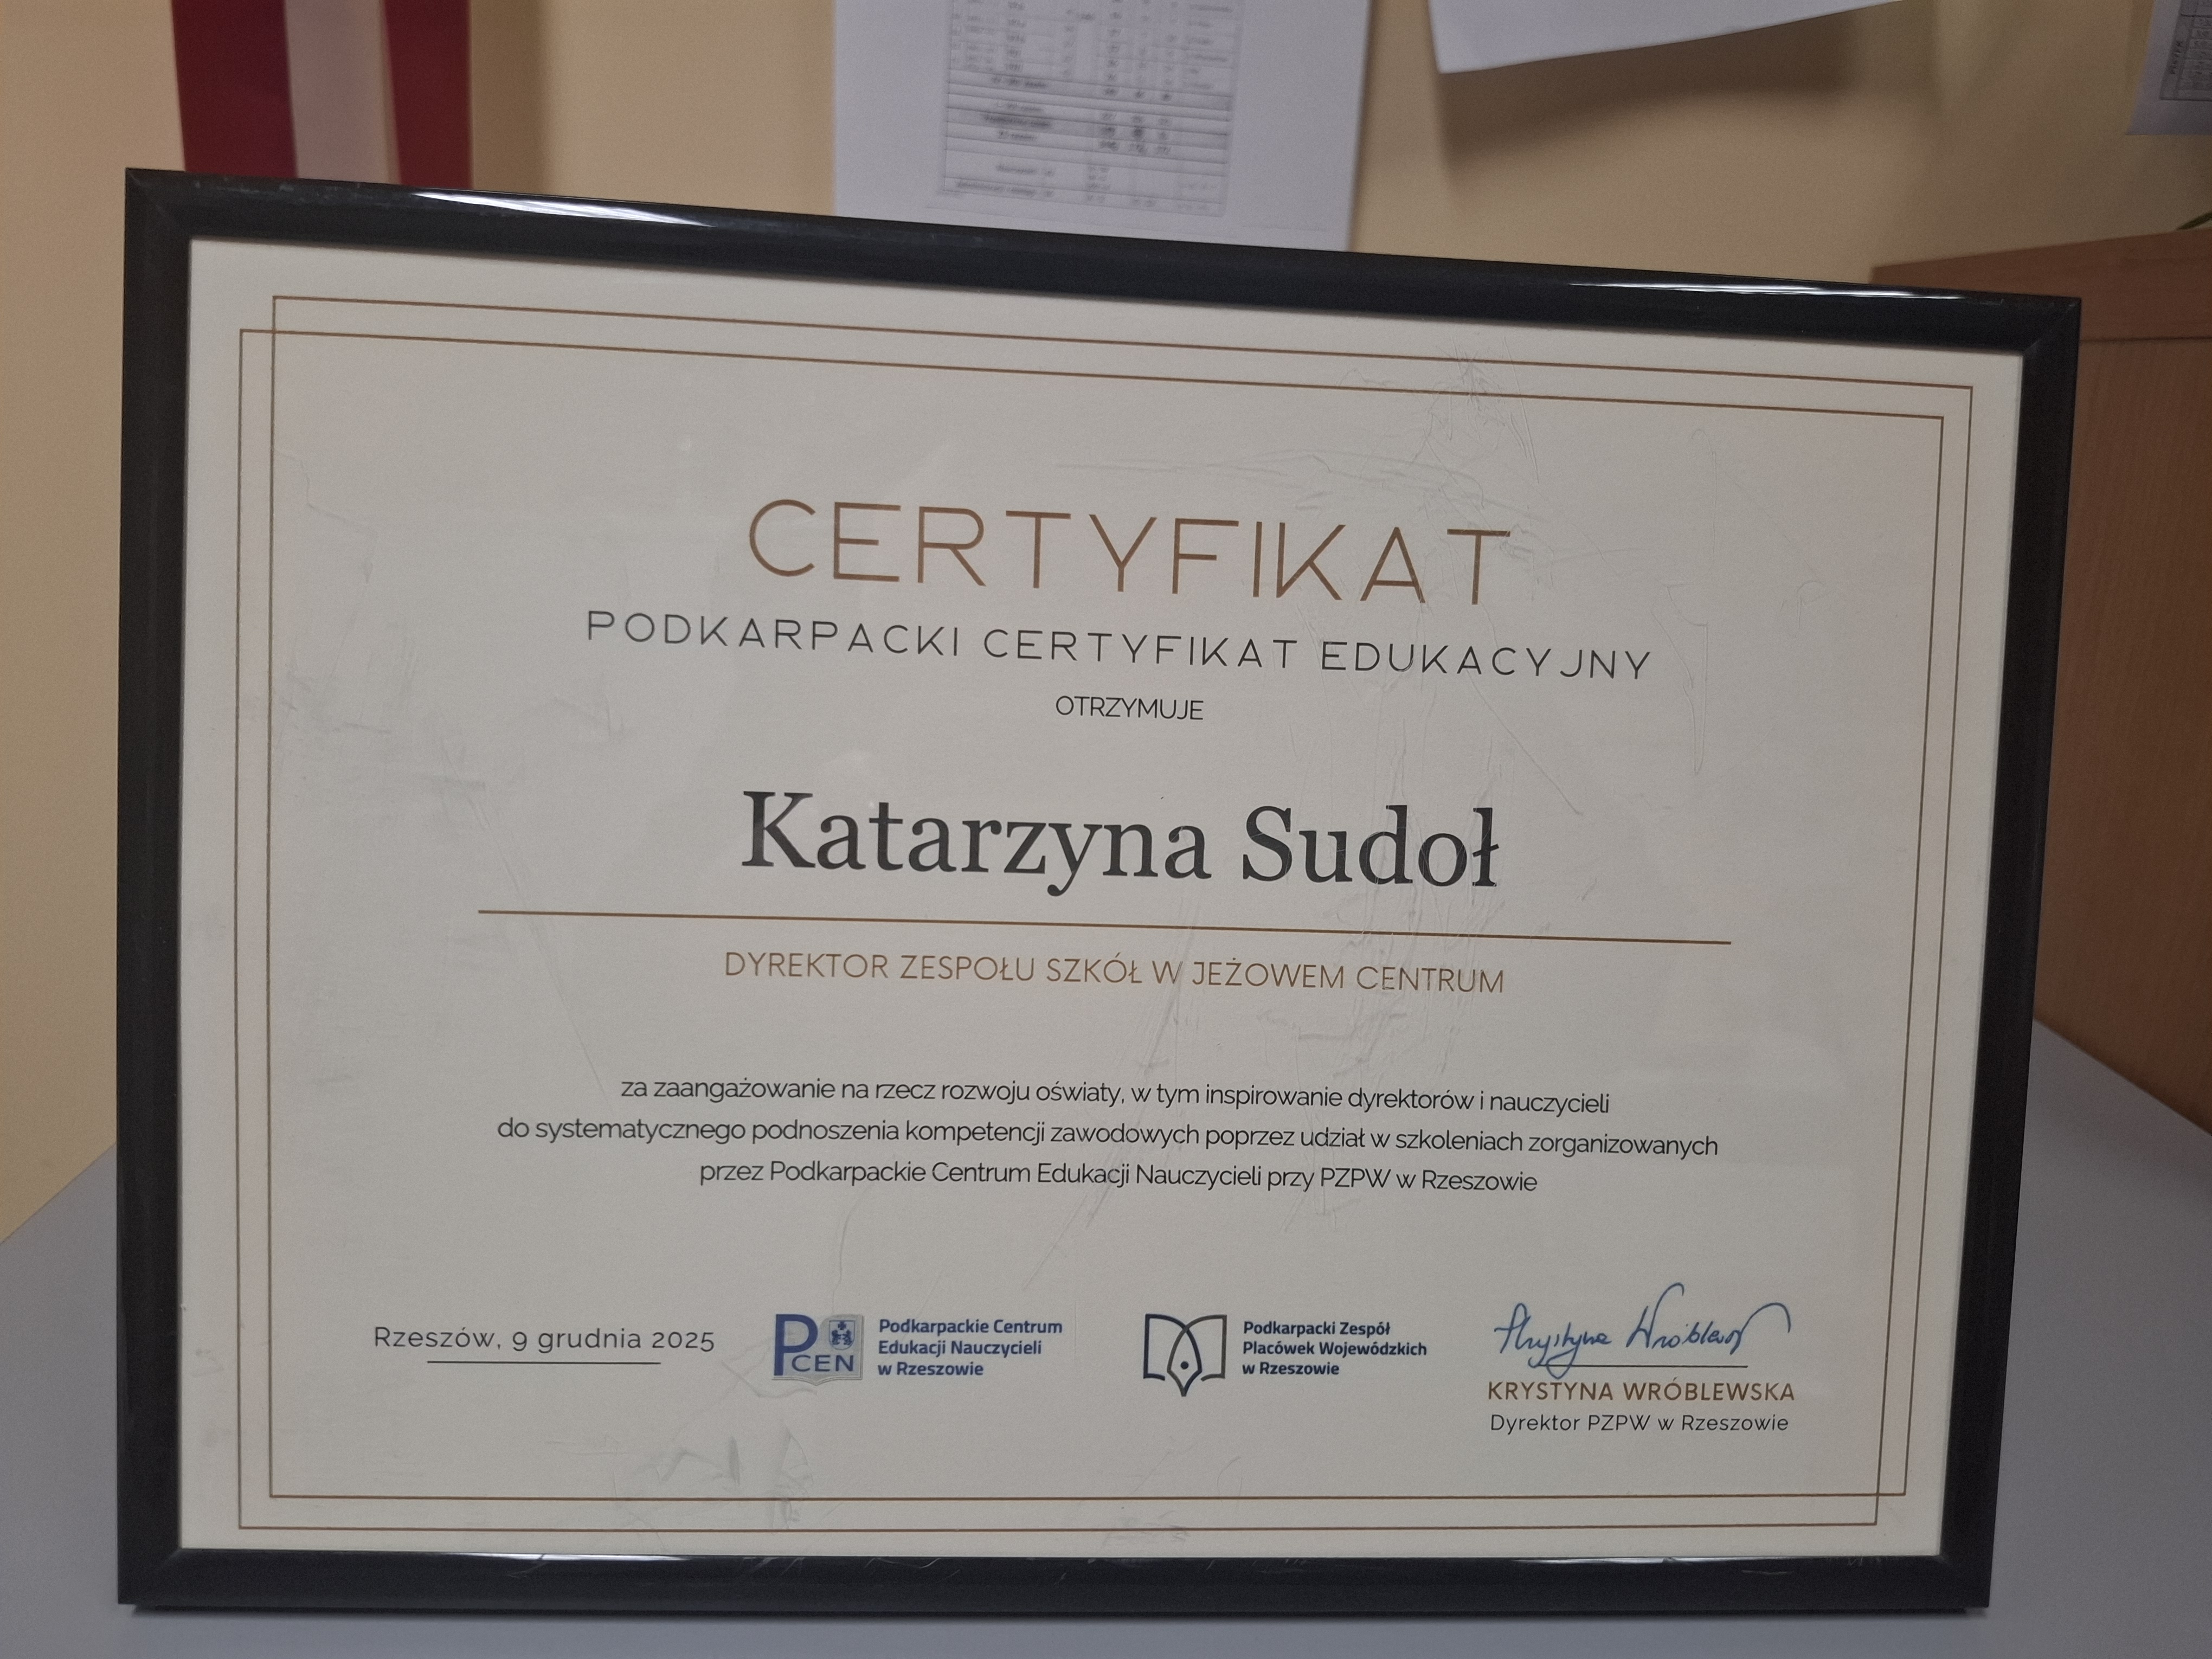 CERTYFIKAT
PODKARPACKI CERTYFIKAT EDUKACYJNY
OTRZYMUJE
Katarzyna Sudoł
DYREKTOR ZESPOŁU SZKÓŁ W JEŻOWEM CENTRUM
za zaangażowanie na rzecz rozwoju oświaty, w tym inspirowanie dyrektorów i nauczycieli
do systematycznego podnoszenia kompetencji zawodowych poprzez udział w szkoleniach zorganizowanych
przez Podkarpackie Centrum Edukacji Nauczycieli przy PZPW w Rzeszowie
Rzeszów, 9 grudnia 2025
PCEN
Podkarpackie Centrum
Edukacji Nauczycieli
w Rzeszowie
Podkarpacki Zespół
Placówek Wojewódzkich
w Rzeszowie
Krystyna Wróblewska
KRYSTYNA WRÓBLEWSKA
Dyrektor PZPW w Rzeszowie